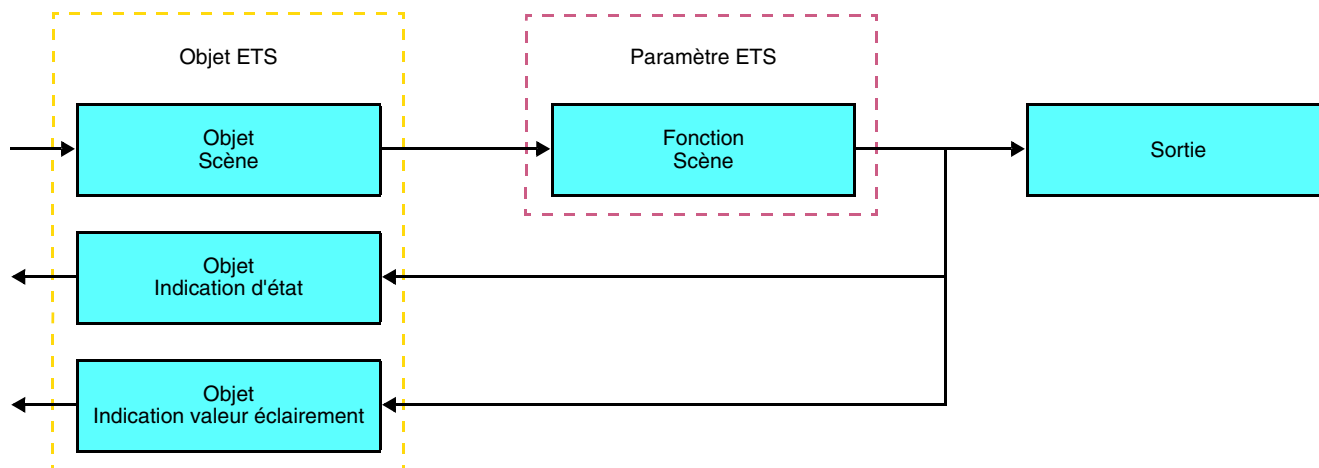 Objet ETS
Paramètre ETS
Objet
Scène
Fonction
Scène
Sortie
Objet
Indication d'état
Objet
Indication valeur éclairement